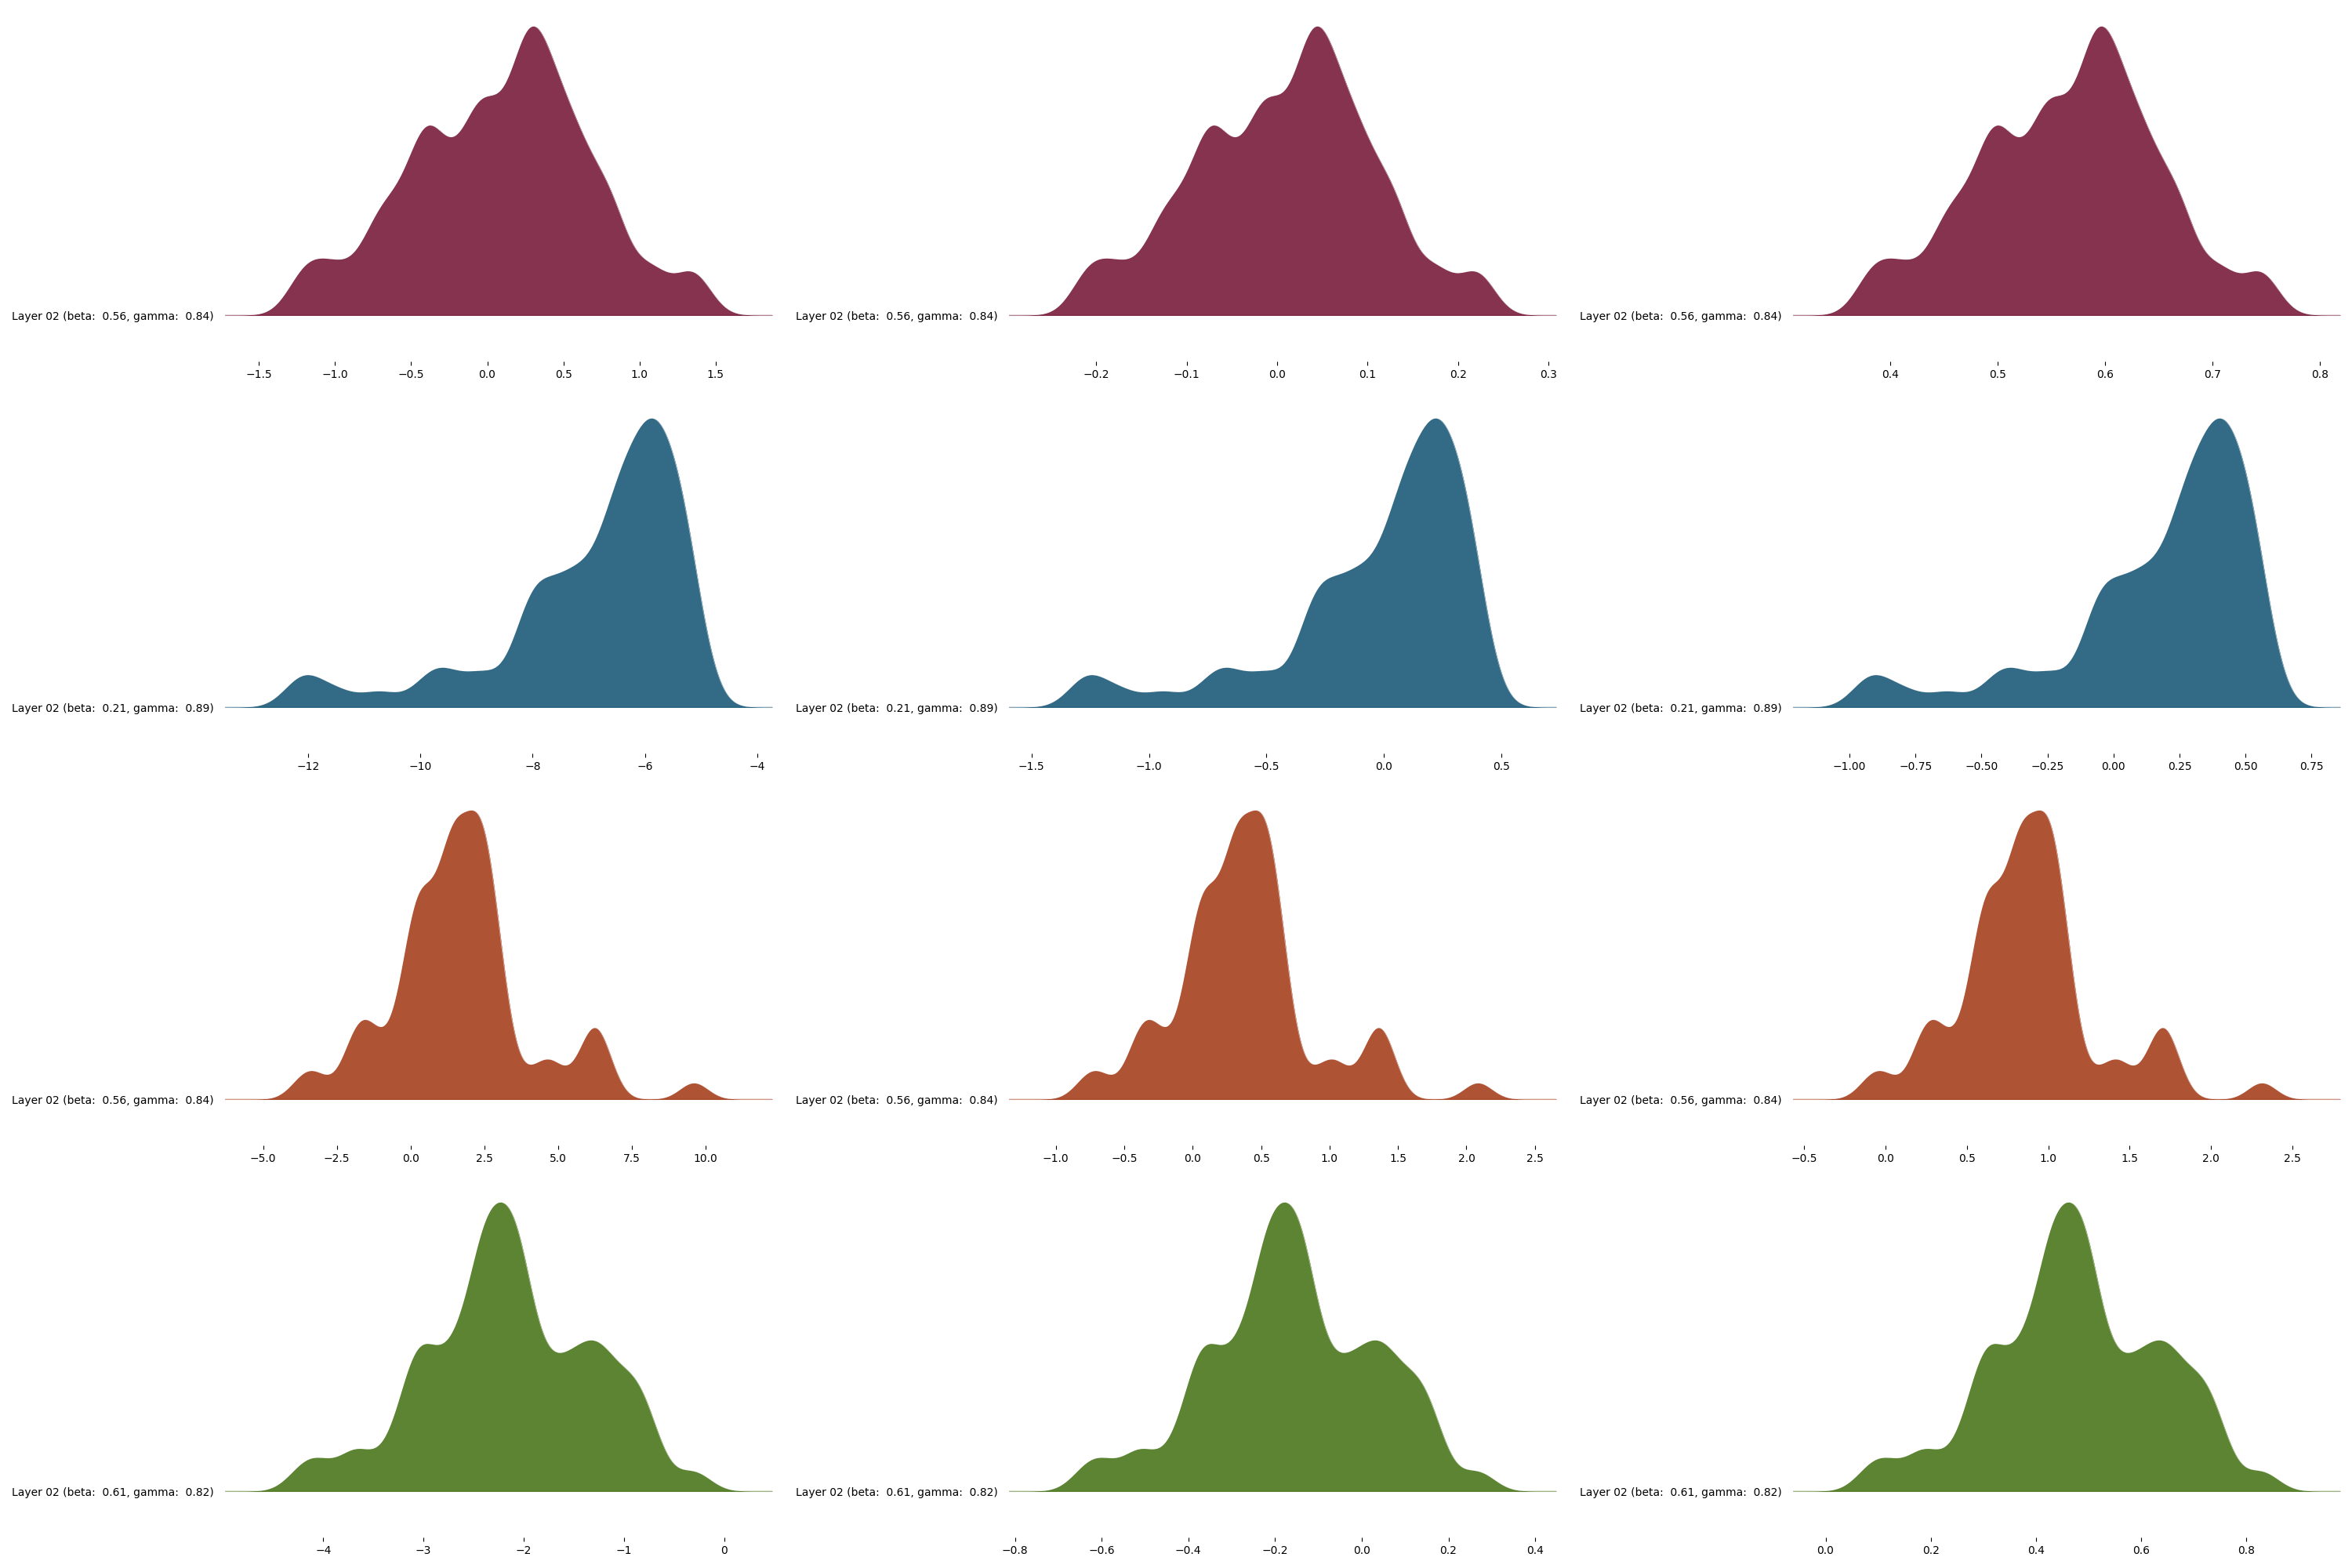 Layer 02 (beta:  0.56, gamma:  0.84) Layer 02 (beta:  0.56, gamma:  0.84) Layer 02 (beta:  0.56, gamma:  0.84)
−1.5 −1.0 −0.5 0.0 0.5 1.0 1.5 −0.2 −0.1 0.0 0.1 0.2 0.3 0.4 0.5 0.6 0.7 0.8
Layer 02 (beta:  0.21, gamma:  0.89) Layer 02 (beta:  0.21, gamma:  0.89) Layer 02 (beta:  0.21, gamma:  0.89)
−12 −10 −8 −6 −4 −1.5 −1.0 −0.5 0.0 0.5 −1.00 −0.75 −0.50 −0.25 0.00 0.25 0.50 0.75
Layer 02 (beta:  0.56, gamma:  0.84) Layer 02 (beta:  0.56, gamma:  0.84) Layer 02 (beta:  0.56, gamma:  0.84)
−5.0 −2.5 0.0 2.5 5.0 7.5 10.0 −1.0 −0.5 0.0 0.5 1.0 1.5 2.0 2.5 −0.5 0.0 0.5 1.0 1.5 2.0 2.5
Layer 02 (beta:  0.61, gamma:  0.82) Layer 02 (beta:  0.61, gamma:  0.82) Layer 02 (beta:  0.61, gamma:  0.82)
−4 −3 −2 −1 0 −0.8 −0.6 −0.4 −0.2 0.0 0.2 0.4 0.0 0.2 0.4 0.6 0.8